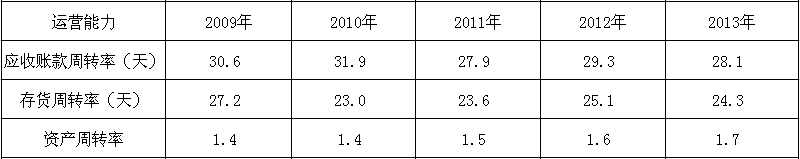 运营能力 2009年 2010年 2011年 2012年 2013年
应收账款周转率（天） 30.6 31.9 27.9 29.3 28.1
存货周转率（天） 27.2 23.0 23.6 25.1 24.3
资产周转率 1.4 1.4 1.5 1.6 1.7